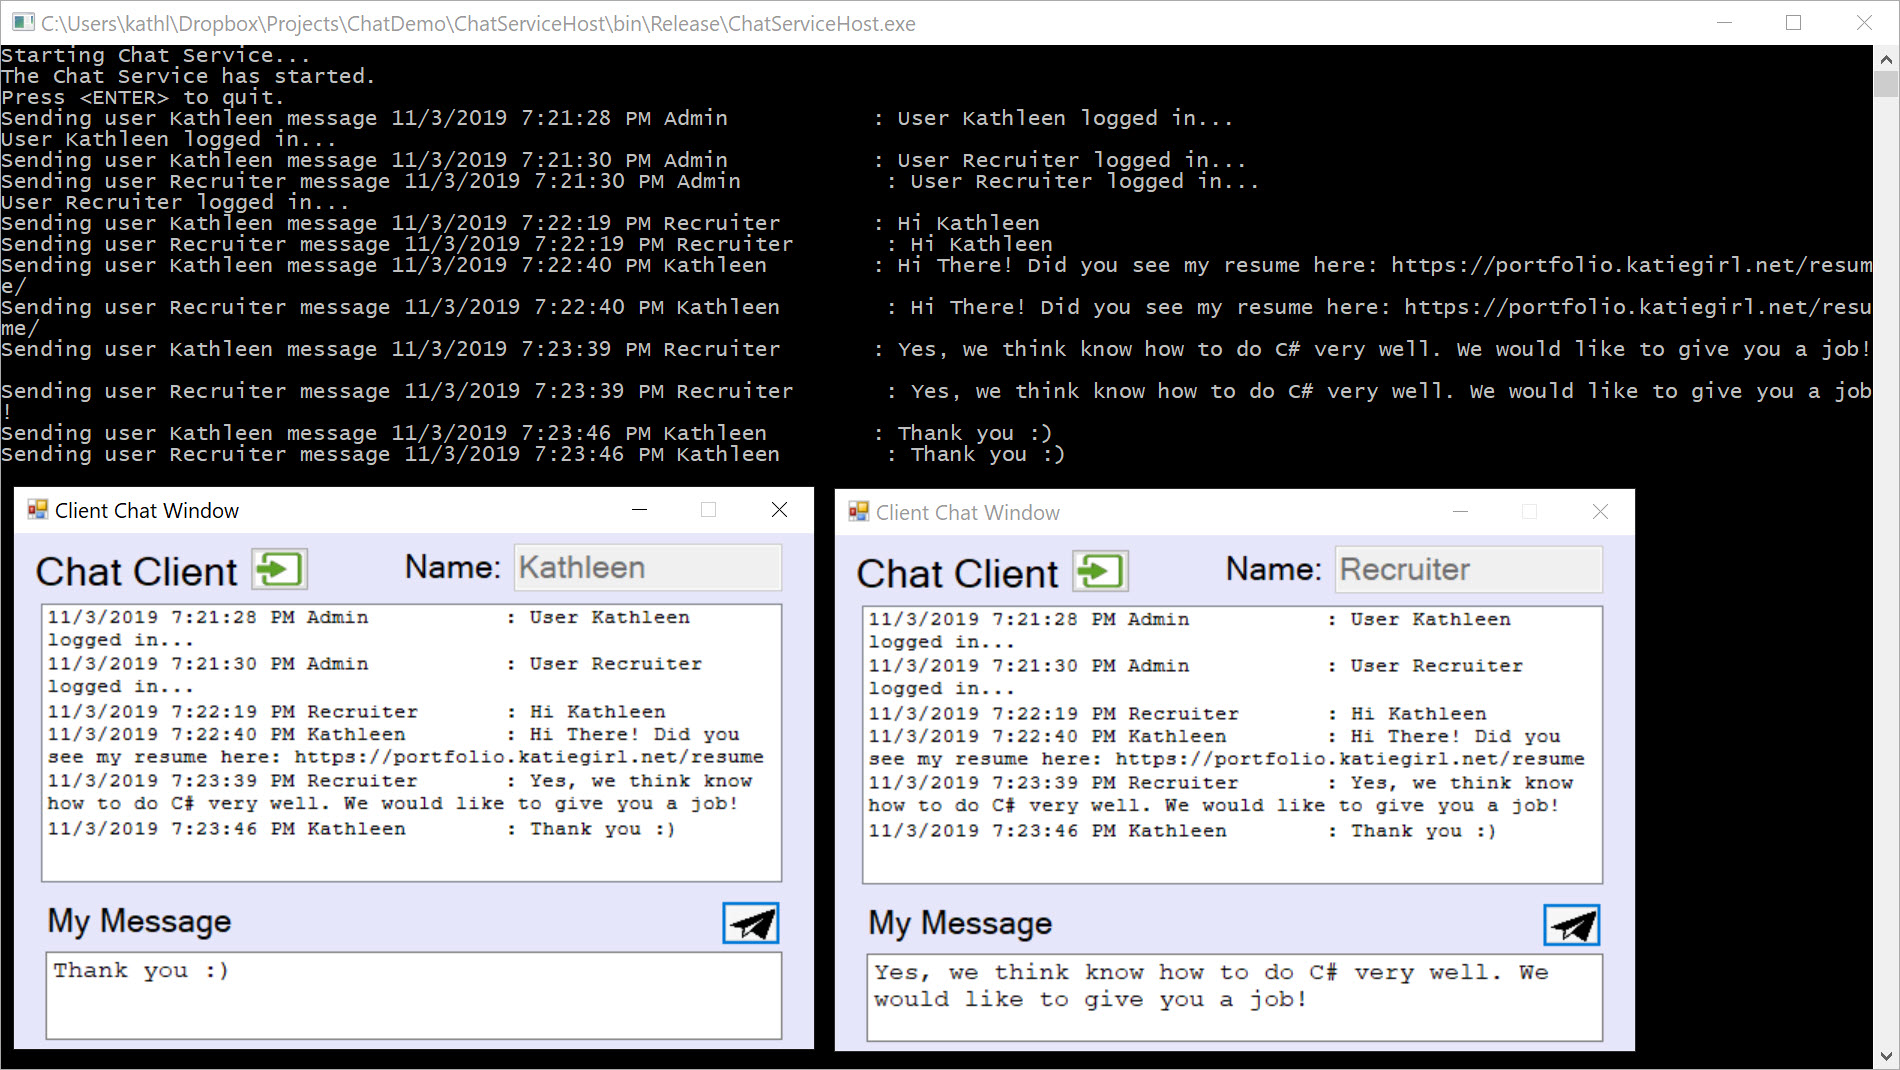 C:\Users\kathl\Dropbox\Projects\ChatDemo\ChatServiceHost\bin\Release\ChatServiceHost.exe
Starting Chat Service...
The Chat Service has started.
Press <ENTER> to quit.
Sending user Kathleen message 11/3/2019 7:21:28 PM Admin : User Kathleen logged in...
User Kathleen logged in...
Sending user Kathleen message 11/3/2019 7:21:30 PM Admin : User Recruiter logged in...
Sending user Recruiter message 11/3/2019 7:21:30 PM Admin : User Recruiter logged in...
User Recruiter logged in...
Sending user Kathleen message 11/3/2019 7:22:19 PM Recruiter : Hi Kathleen
Sending user Recruiter message 11/3/2019 7:22:19 PM Recruiter : Hi Kathleen
Sending user Kathleen message 11/3/2019 7:22:40 PM Kathleen : Hi There! Did you see my resume here: https://portfolio.katiegirl.net/resum
e/
Sending user Recruiter message 11/3/2019 7:22:40 PM Kathleen : Hi There! Did you see my resume here: https://portfolio.katiegirl.net/resu
me/
Sending user Kathleen message 11/3/2019 7:23:39 PM Recruiter : Yes, we think know how to do C# very well. We would like to give you a job!
Sending user Recruiter message 11/3/2019 7:23:39 PM Recruiter : Yes, we think know how to do C# very well. We would like to give you a job
!
Sending user Kathleen message 11/3/2019 7:23:46 PM Kathleen : Thank you :)
Sending user Recruiter message 11/3/2019 7:23:46 PM Kathleen : Thank you :)
Client Chat Window
Chat Client
Name: Kathleen
11/3/2019 7:21:28 PM Admin : User Kathleen
logged in...
11/3/2019 7:21:30 PM Admin : User Recruiter
logged in...
11/3/2019 7:22:19 PM Recruiter : Hi Kathleen
11/3/2019 7:22:40 PM Kathleen : Hi There! Did you
see my resume here: https://portfolio.katiegirl.net/resume
11/3/2019 7:23:39 PM Recruiter : Yes, we think know
how to do C# very well. We would like to give you a job!
11/3/2019 7:23:46 PM Kathleen : Thank you :)
My Message
Thank you :)
Client Chat Window
Chat Client
Name: Recruiter
11/3/2019 7:21:28 PM Admin : User Kathleen
logged in...
11/3/2019 7:21:30 PM Admin : User Recruiter
logged in...
11/3/2019 7:22:19 PM Recruiter : Hi Kathleen
11/3/2019 7:22:40 PM Kathleen : Hi There! Did you
see my resume here: https://portfolio.katiegirl.net/resume
11/3/2019 7:23:39 PM Recruiter : Yes, we think know
how to do C# very well. We would like to give you a job!
11/3/2019 7:23:46 PM Kathleen : Thank you :)
My Message
Yes, we think know how to do C# very well. We
would like to give you a job!